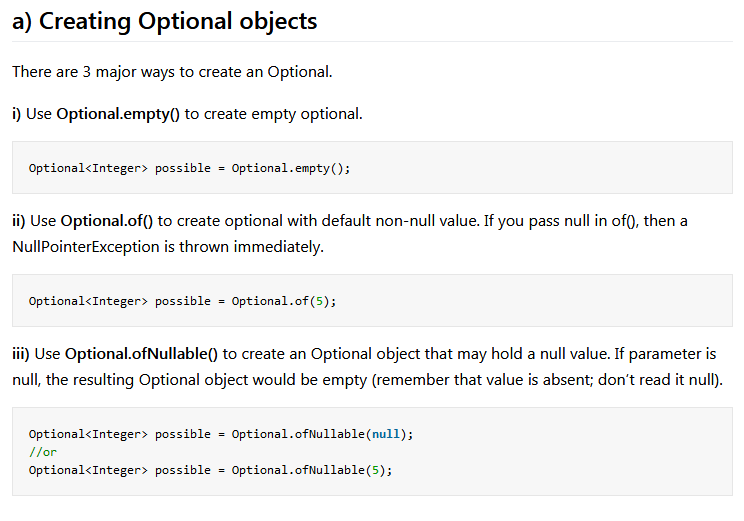 a) Creating Optional objects
There are 3 major ways to create an Optional.
i) Use Optional.empty() to create empty optional.
Optional<Integer> possible = Optional.empty();
ii) Use Optional.of() to create optional with default non-null value. If you pass null in of(), then a
NullPointerException is thrown immediately.
Optional<Integer> possible = Optional.of(5);
iii) Use Optional.ofNullable() to create an Optional object that may hold a null value. If parameter is
null, the resulting Optional object would be empty (remember that value is absent; don’t read it null).
Optional<Integer> possible = Optional.ofNullable(null);
//or
Optional<Integer> possible = Optional.ofNullable(5);